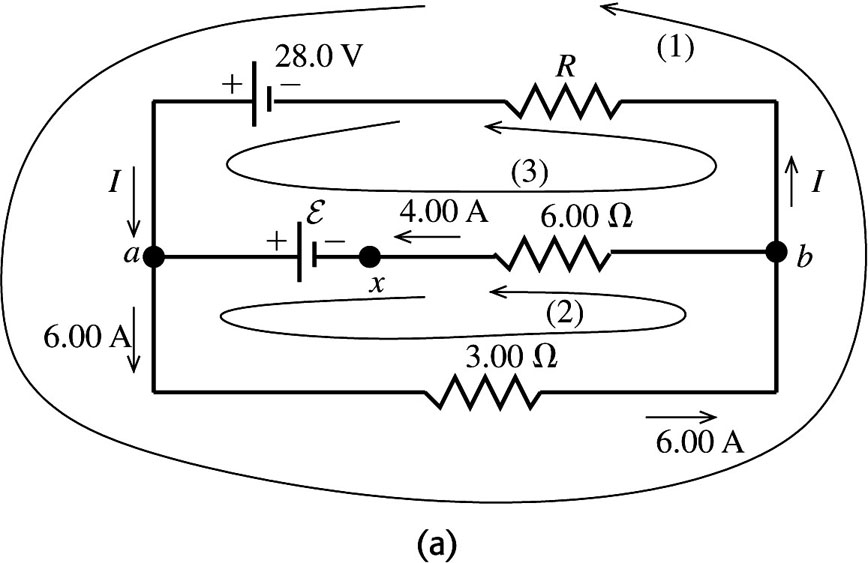 (1)
28.0 V
R
+ −
(3)
I
I
ℰ
4.00 A
6.00 Ω
+ −
a
x
b
(2)
6.00 A
3.00 Ω
6.00 A
(a)